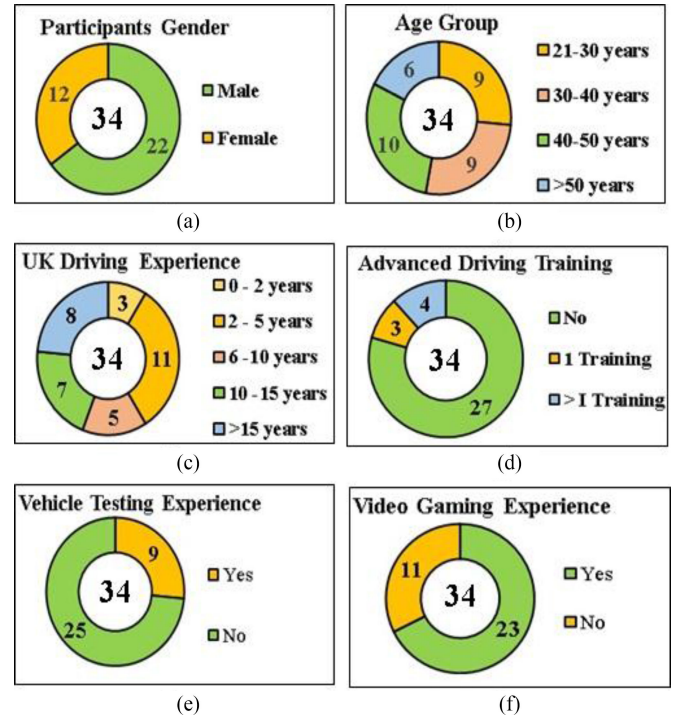 Participants Gender
12
34
22
Male
Female
(a)
Age Group
6
9
34
10
9
21-30 years
30-40 years
40-50 years
>50 years
(b)
UK Driving Experience
3
8
34
11
7
5
0 - 2 years
2 - 5 years
6 -10 years
10 -15 years
>15 years
(c)
Advanced Driving Training
4
3
34
27
No
1 Training
> I Training
(d)
Vehicle Testing Experience
9
34
25
Yes
No
(e)
Video Gaming Experience
11
34
23
Yes
No
(f)